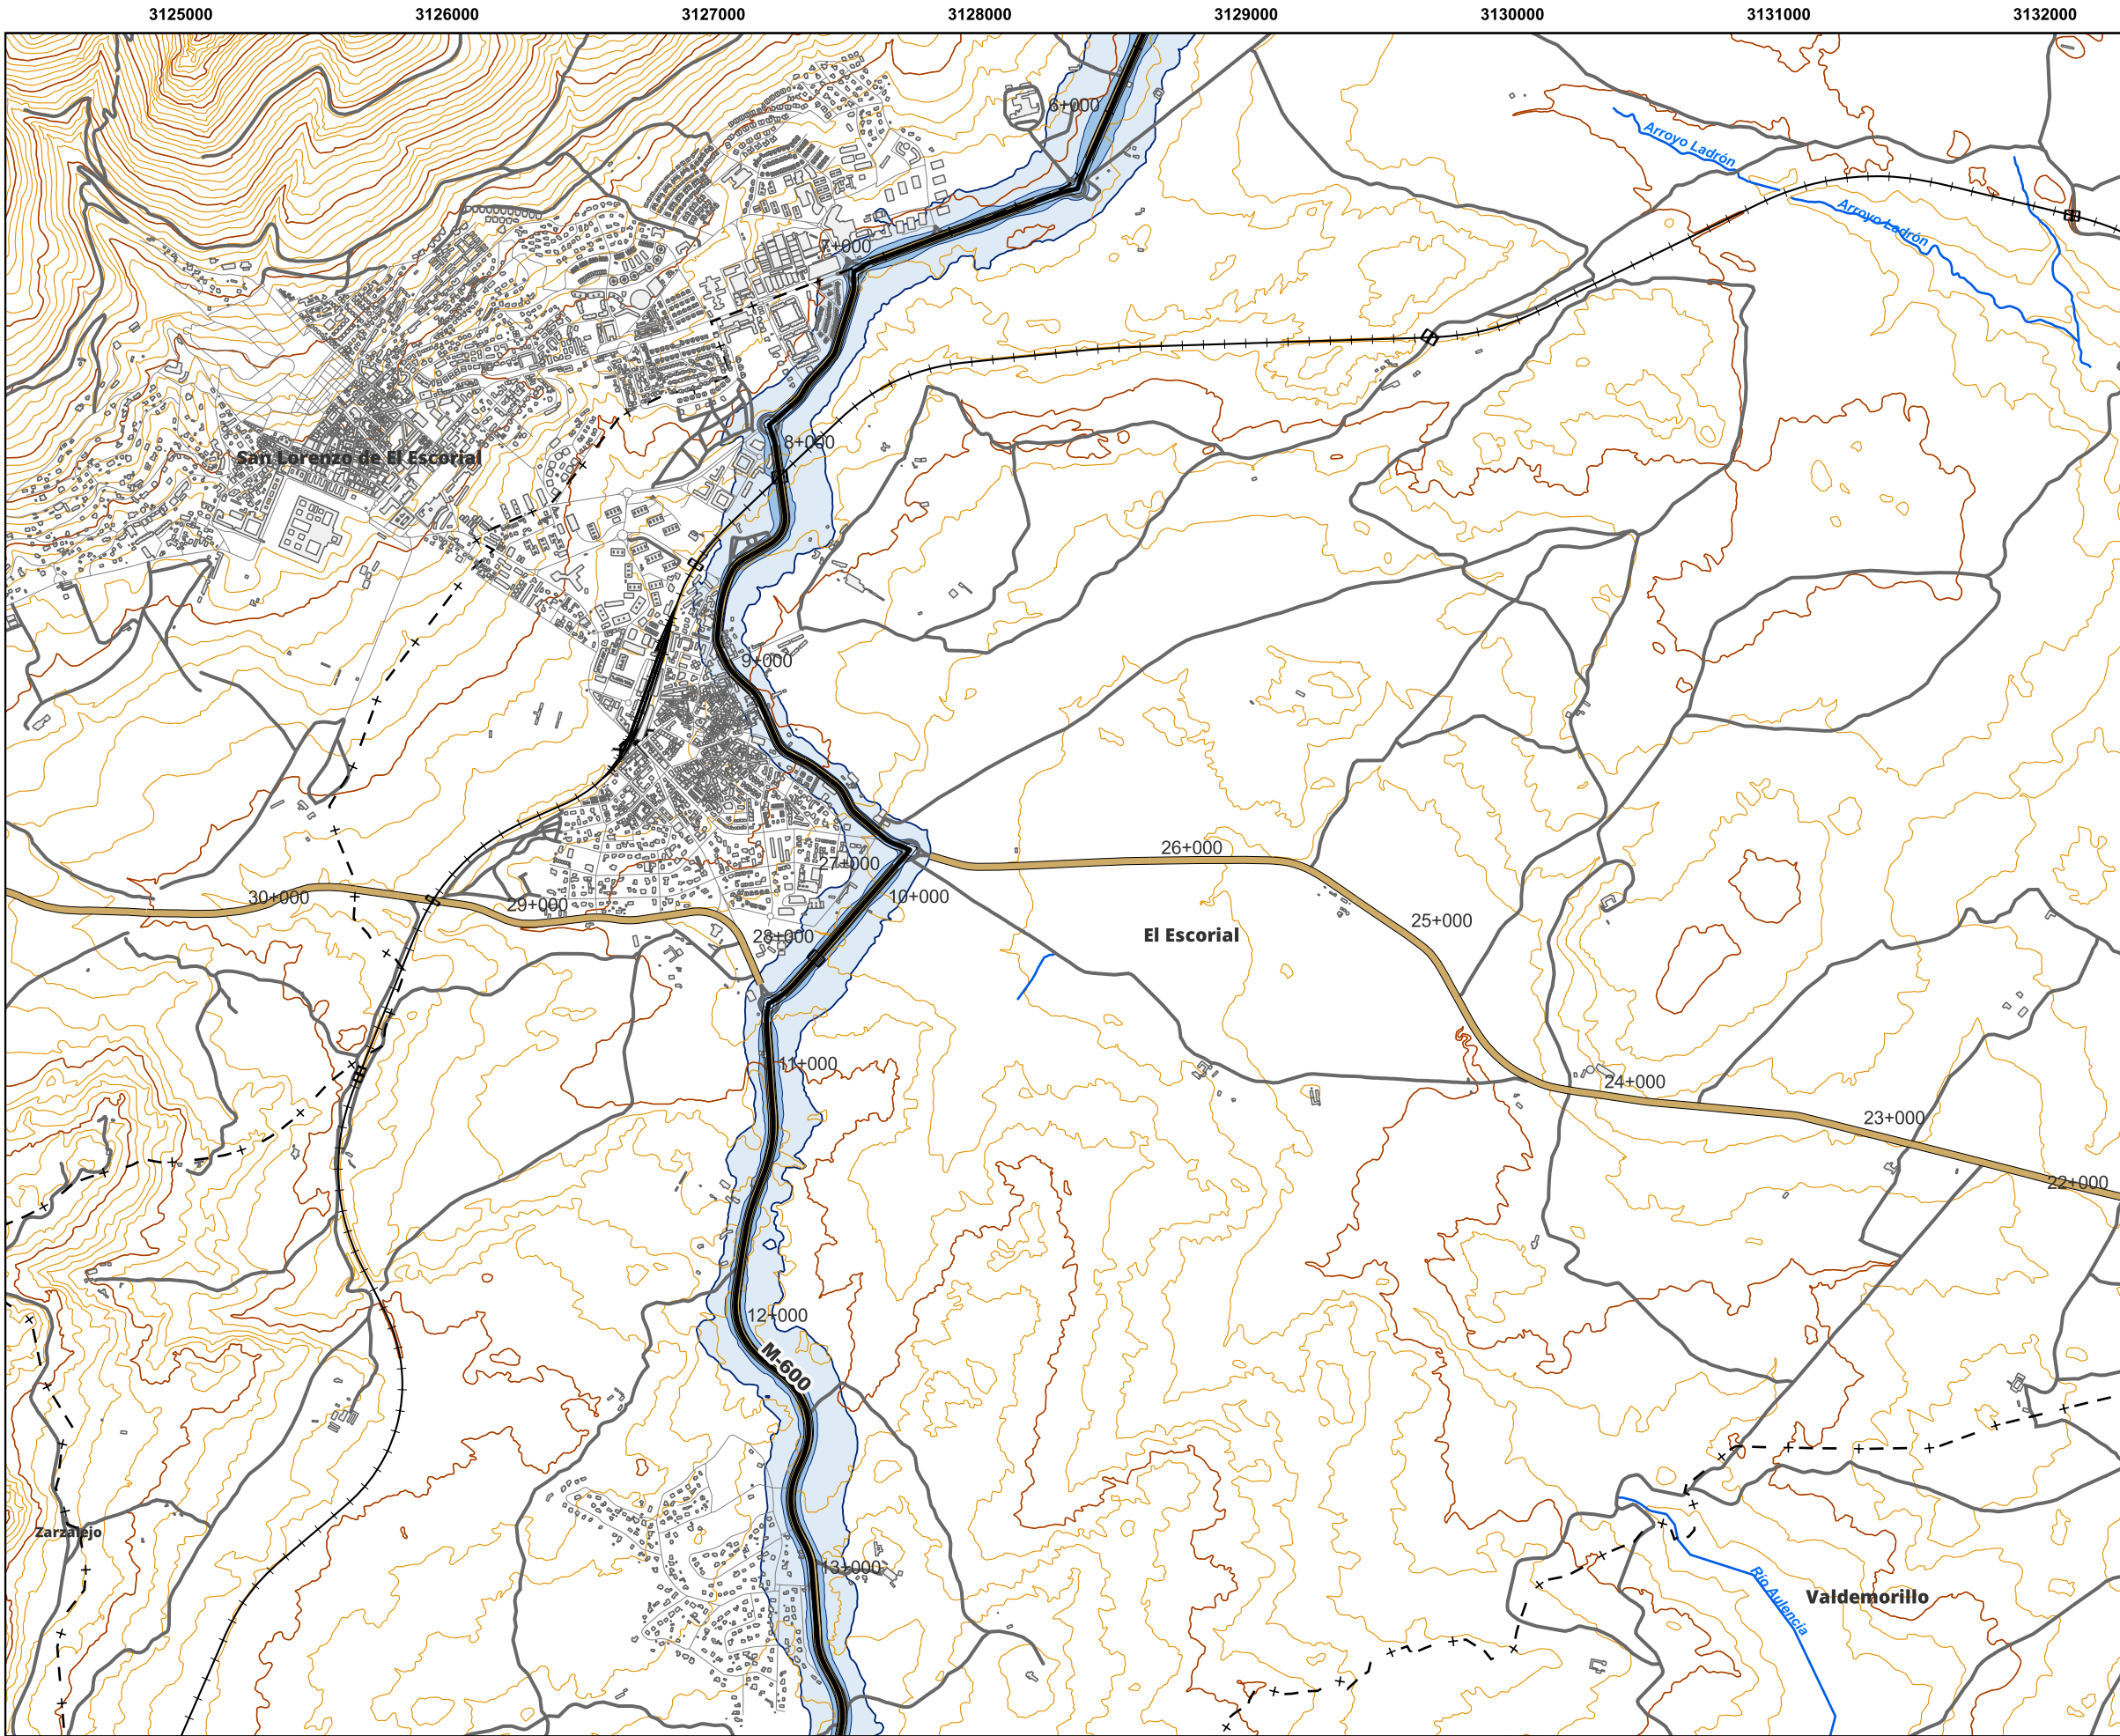 3125000 3126000 3127000 3128000 3129000 3130000 3131000 3132000
6+000
Arroyo Ladrón
Arroyo Ladrón
7+000
8+000
San Lorenzo de El Escorial
9+000
26+000
27+000
30+000
29+000
10+000
25+000
28+000
El Escorial
11+000
24+000
23+000
22+000
12+000
M-600
Zarzalejo
13+000
Río Aulencia
Valdemorillo